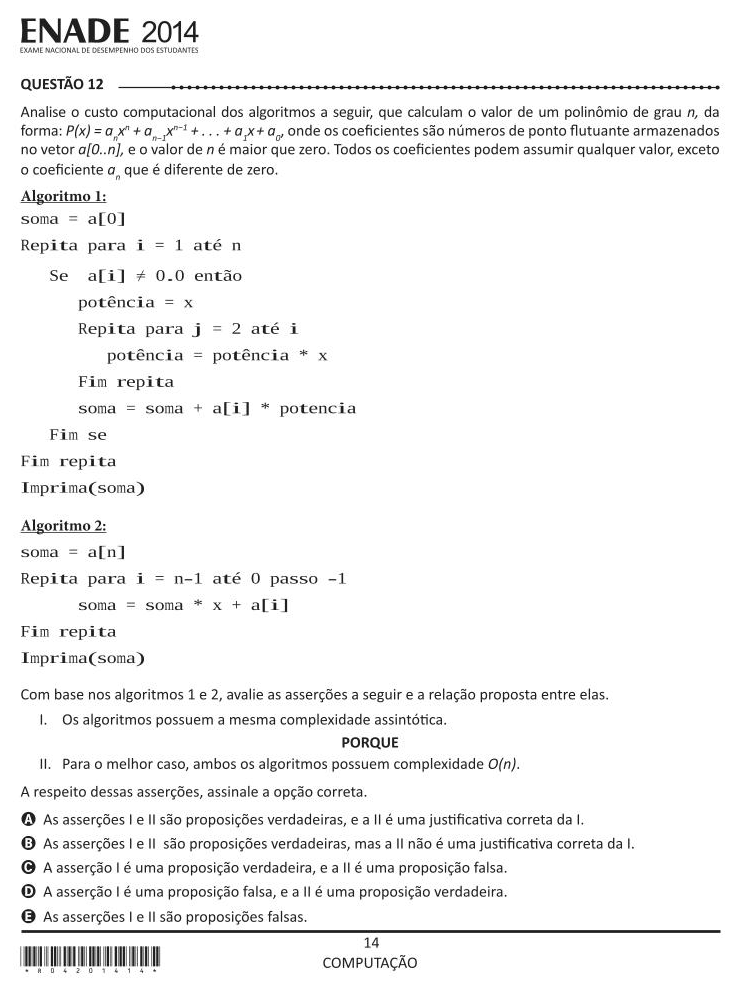 ENADE 2014
EXAME NACIONAL DE DESEMPENHO DOS ESTUDANTES
QUESTÃO 12
Analise o custo computacional dos algoritmos a seguir, que calculam o valor de um polinômio de grau n, da
forma: P(x) = aₙxⁿ + aₙ₋₁xⁿ⁻¹ + . . . + a₁x + a₀, onde os coeficientes são números de ponto flutuante armazenados
no vetor a[0..n], e o valor de n é maior que zero. Todos os coeficientes podem assumir qualquer valor, exceto
o coeficiente aₙ que é diferente de zero.
Algoritmo 1:
soma = a[0]
Repita para i = 1 até n
Se a[i] ≠ 0.0 então
potência = x
Repita para j = 2 até i
potência = potência * x
Fim repita
soma = soma + a[i] * potencia
Fim se
Fim repita
Imprima(soma)
Algoritmo 2:
soma = a[n]
Repita para i = n-1 até 0 passo -1
soma = soma * x + a[i]
Fim repita
Imprima(soma)
Com base nos algoritmos 1 e 2, avalie as asserções a seguir e a relação proposta entre elas.
I. Os algoritmos possuem a mesma complexidade assintótica.
PORQUE
II. Para o melhor caso, ambos os algoritmos possuem complexidade O(n).
A respeito dessas asserções, assinale a opção correta.
A As asserções I e II são proposições verdadeiras, e a II é uma justificativa correta da I.
B As asserções I e II são proposições verdadeiras, mas a II não é uma justificativa correta da I.
C A asserção I é uma proposição verdadeira, e a II é uma proposição falsa.
D A asserção I é uma proposição falsa, e a II é uma proposição verdadeira.
E As asserções I e II são proposições falsas.
14
COMPUTAÇÃO
* R 0 4 2 0 1 4 1 4 *